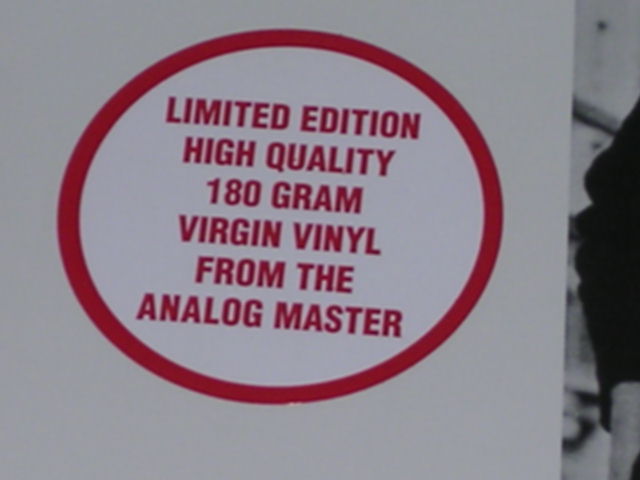 LIMITED EDITION
HIGH QUALITY
180 GRAM
VIRGIN VINYL
FROM THE
ANALOG MASTER